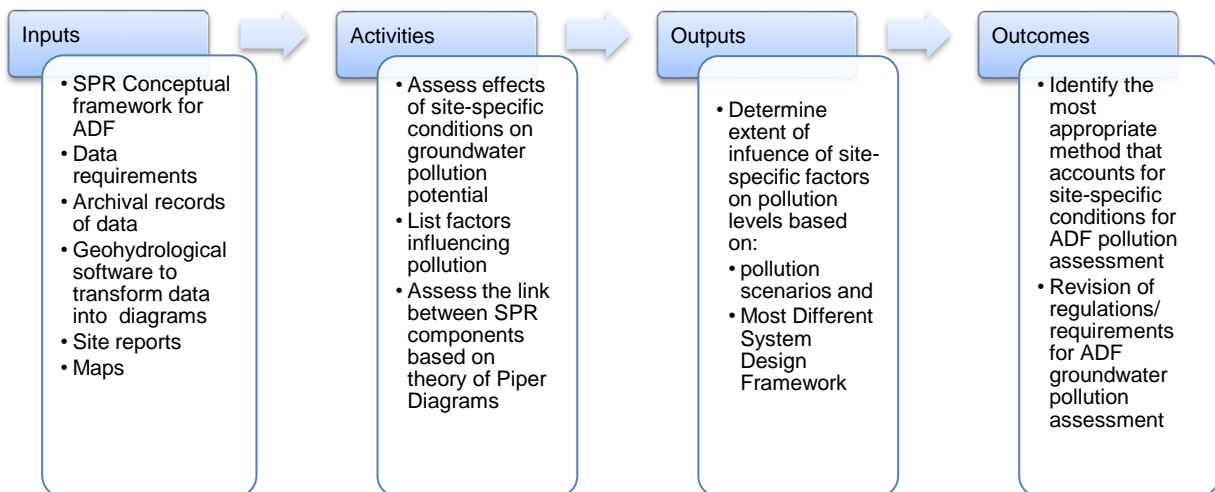 Inputs
• SPR Conceptual
framework for
ADF
• Data
requirements
• Archival records
of data
• Geohydrological
software to
transform data
into diagrams
• Site reports
• Maps
Activities
• Assess effects
of site-specific
conditions on
groundwater
pollution
potential
• List factors
influencing
pollution
• Assess the link
between SPR
components
based on
theory of Piper
Diagrams
Outputs
• Determine
extent of
infuence of site-
specific factors
on pollution
levels based
on:
• pollution
scenarios and
• Most Different
System
Design
Framework
Outcomes
• Identify the
most
appropriate
method that
accounts for
site-specific
conditions for
ADF pollution
assessment
• Revision of
regulations/
requirements
for ADF
groundwater
pollution
assessment